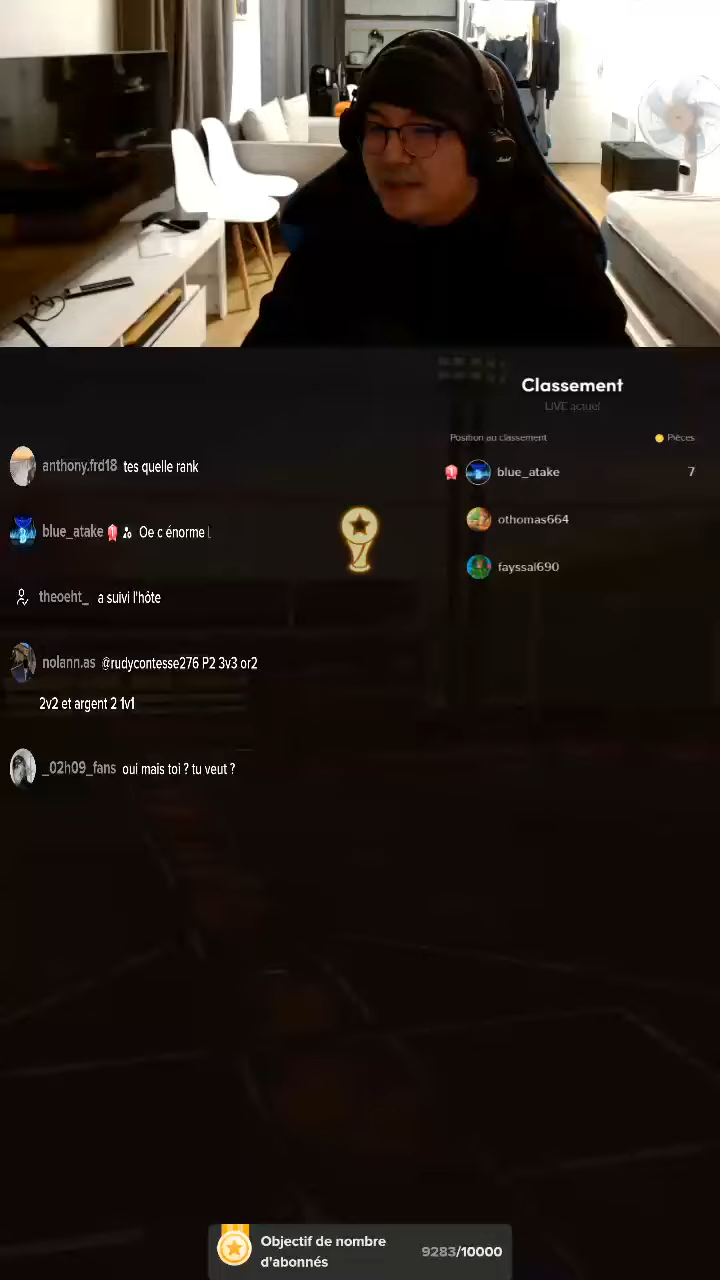 Classement
LIVE actuel
Position au classement
Pièces
blue_atake 7
othomas664
fayssal690
anthony.frd18 tes quelle rank
blue_atake 1 Oe c énorme !
theoeht_ a suivi l'hôte
nolann.as @rudycontesse276 P2 3v3 or2
2v2 et argent 2 1v1
_02h09_fans oui mais toi ? tu veut ?
Objectif de nombre
d'abonnés
9283/10000